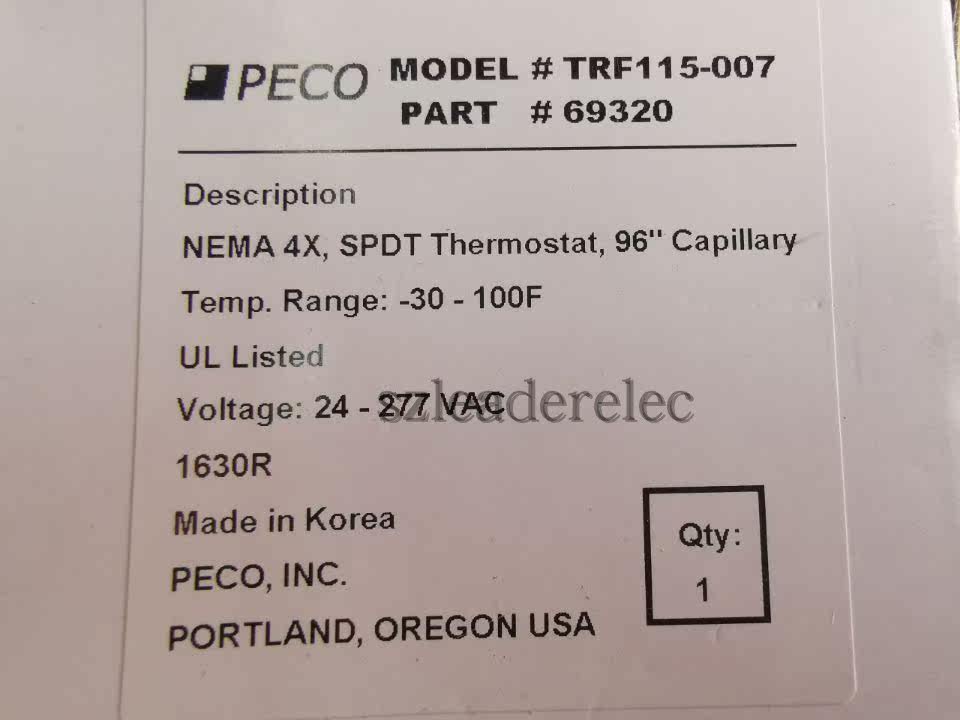 PECO MODEL # TRF115-007
PART # 69320
Description
NEMA 4X, SPDT Thermostat, 96" Capillary
Temp. Range: -30 - 100F
UL Listed
Voltage: 24 - 277 VAC
szleaderelec
1630R
Made in Korea
Qty:
1
PECO, INC.
PORTLAND, OREGON USA